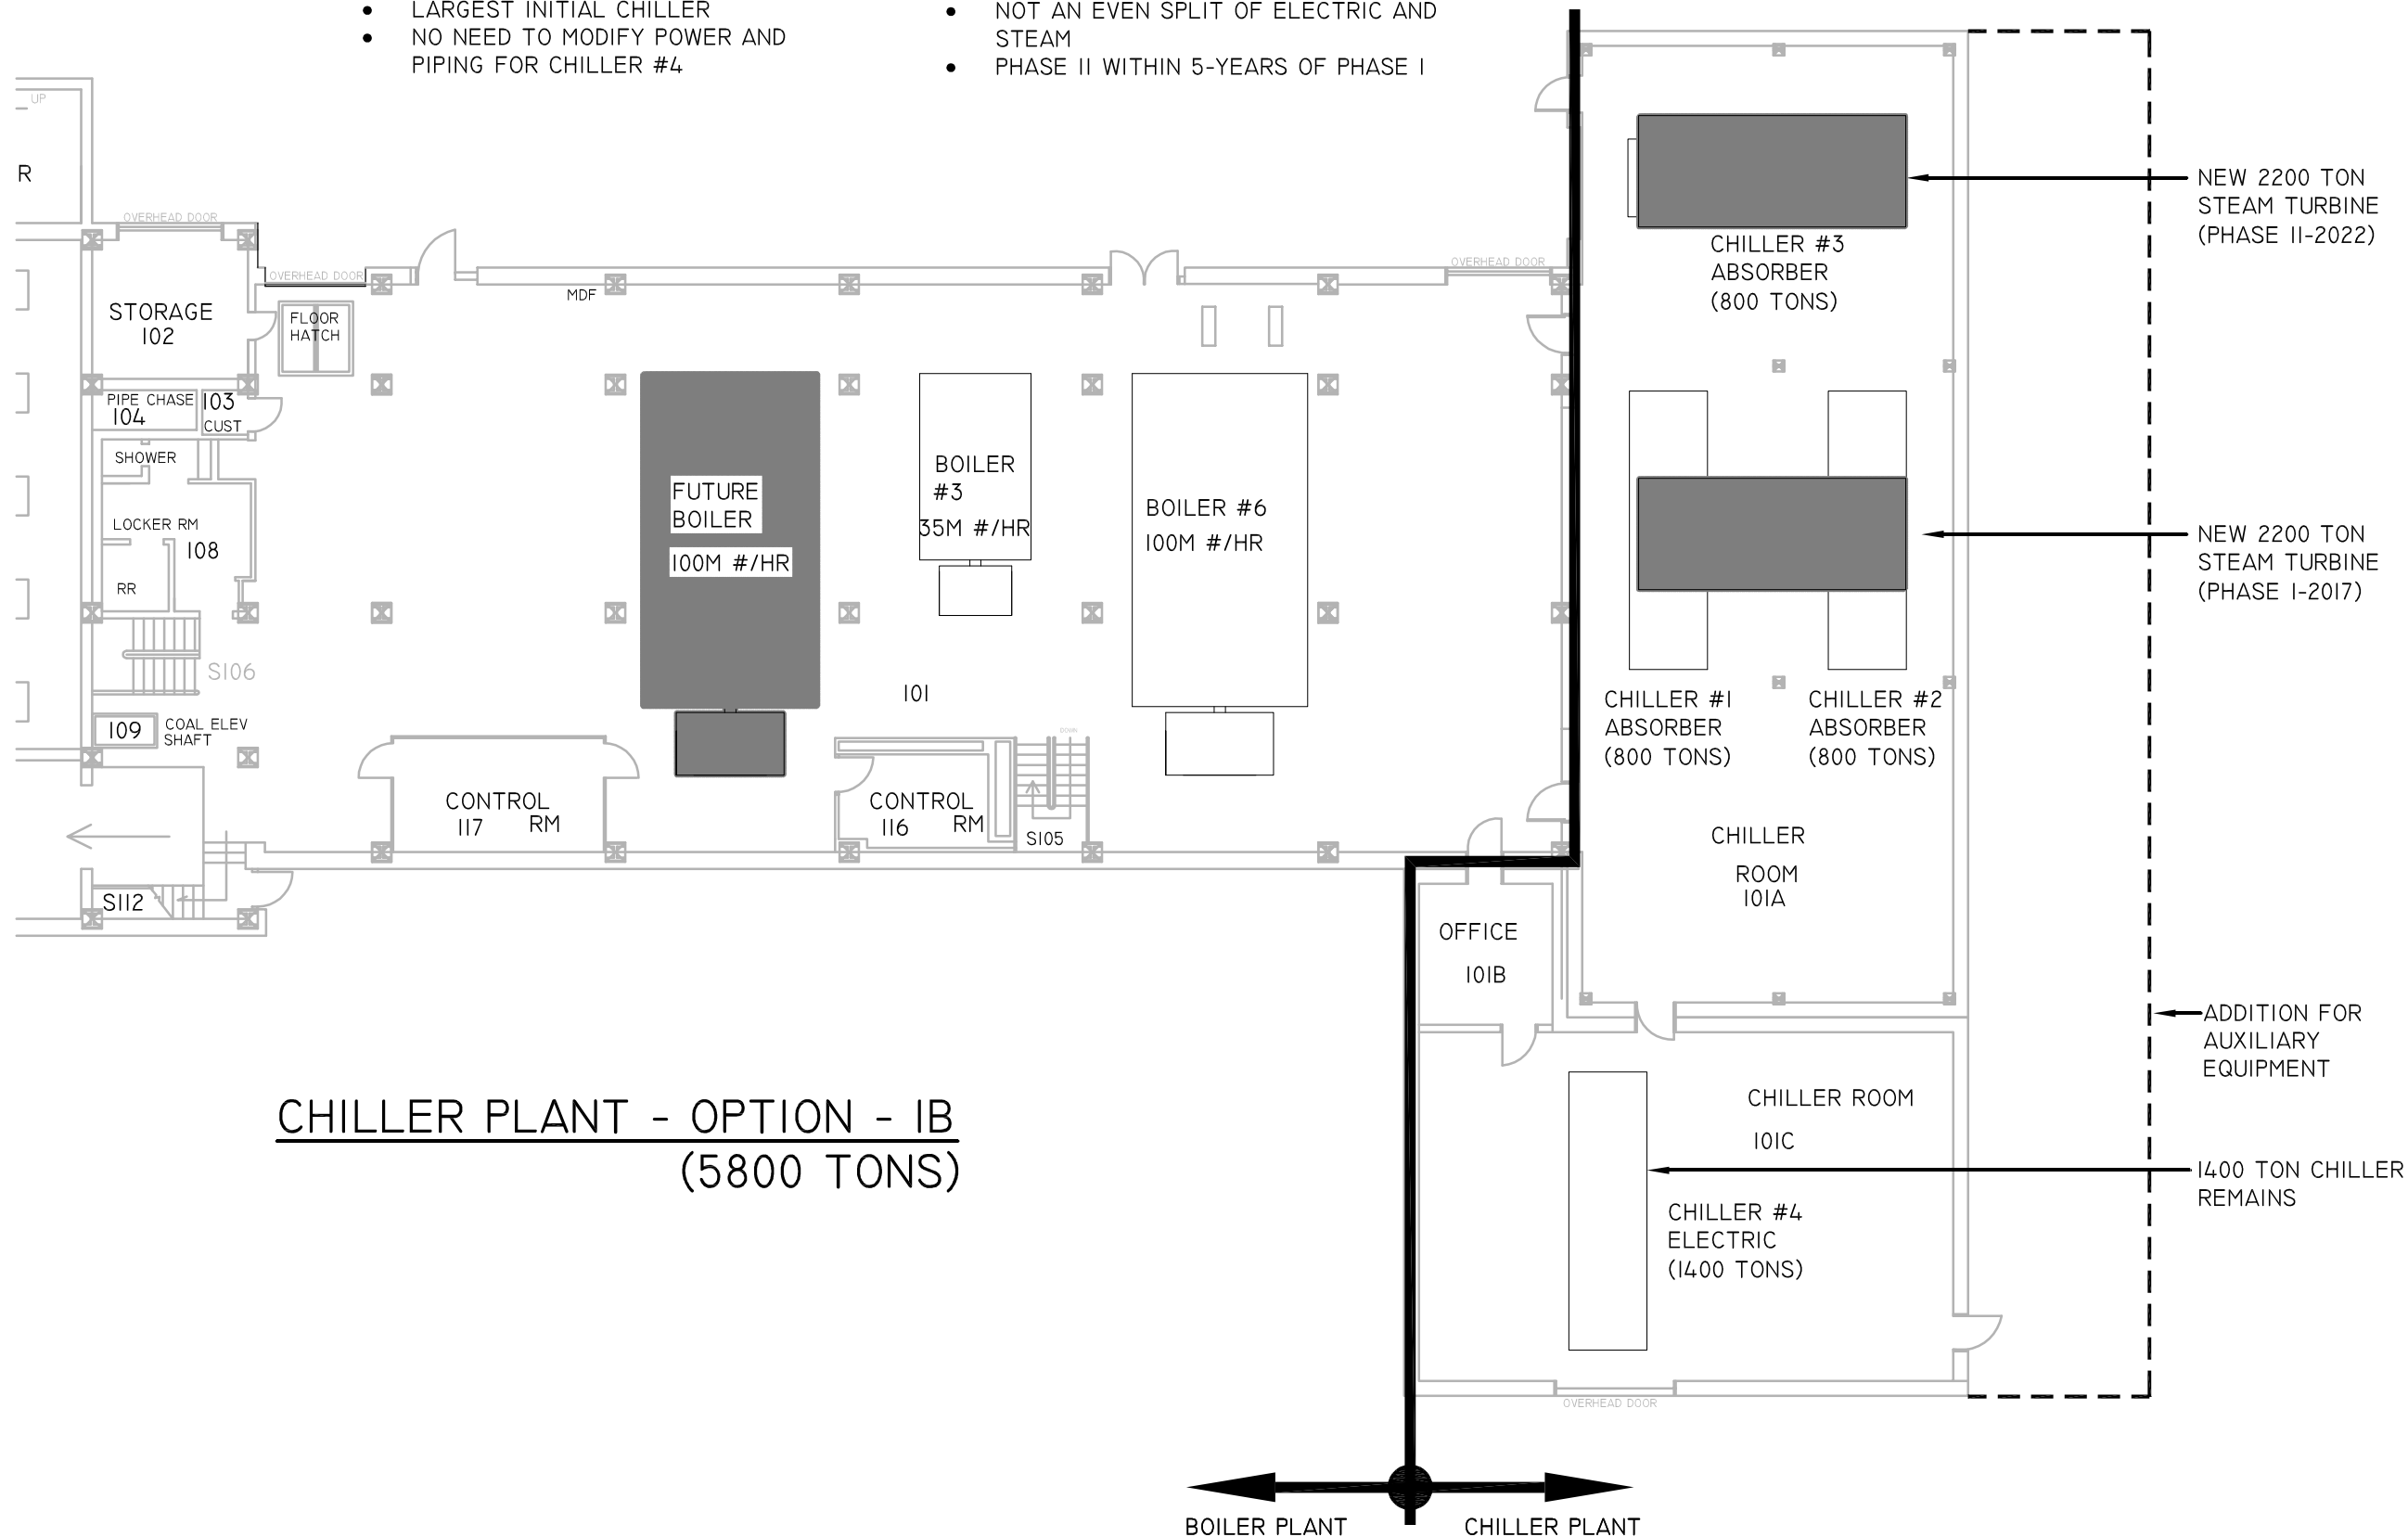 • LARGEST INITIAL CHILLER
• NO NEED TO MODIFY POWER AND
PIPING FOR CHILLER #4
• NOT AN EVEN SPLIT OF ELECTRIC AND
STEAM
• PHASE II WITHIN 5-YEARS OF PHASE I
UP
R
OVERHEAD DOOR
STORAGE
102
OVERHEAD DOOR
FLOOR
HATCH
MDF
OVERHEAD DOOR
PIPE CHASE
104
103
CUST
SHOWER
LOCKER RM
108
RR
S106
109
COAL ELEV
SHAFT
S112
FUTURE
BOILER
100M #/HR
BOILER
#3
35M #/HR
BOILER #6
100M #/HR
101
CONTROL
117 RM
CONTROL
116 RM
DOWN
S105
NEW 2200 TON
STEAM TURBINE
(PHASE II-2022)
CHILLER #3
ABSORBER
(800 TONS)
NEW 2200 TON
STEAM TURBINE
(PHASE I-2017)
CHILLER #1
ABSORBER
(800 TONS)
CHILLER #2
ABSORBER
(800 TONS)
CHILLER
ROOM
101A
OFFICE
101B
ADDITION FOR
AUXILIARY
EQUIPMENT
CHILLER ROOM
101C
1400 TON CHILLER
REMAINS
CHILLER #4
ELECTRIC
(1400 TONS)
OVERHEAD DOOR
CHILLER PLANT - OPTION - 1B
(5800 TONS)
BOILER PLANT
CHILLER PLANT